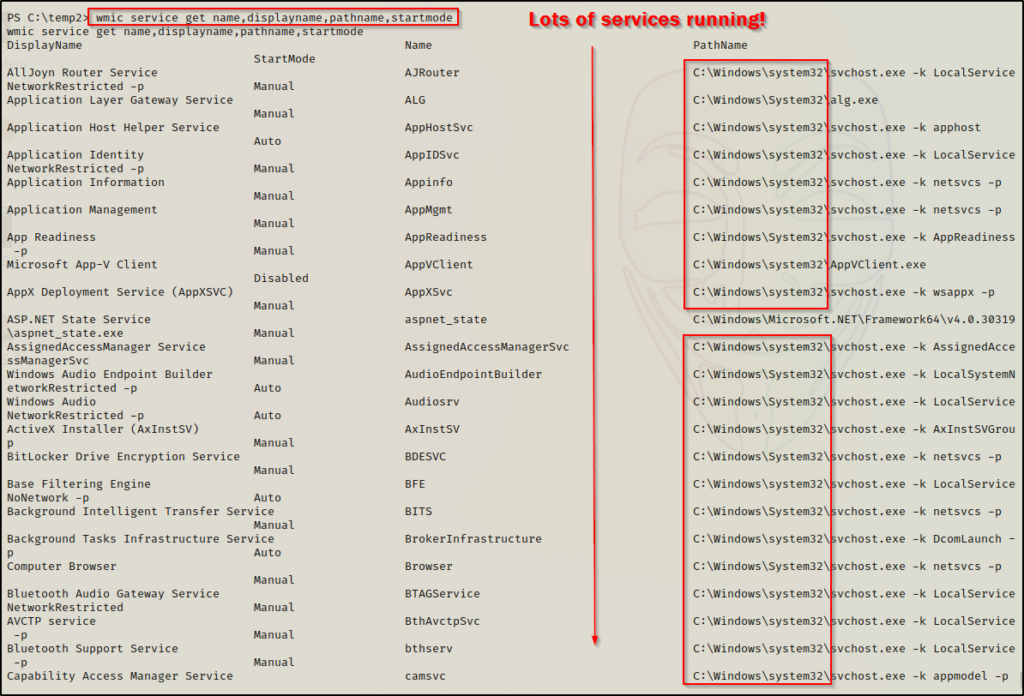 PS C:\temp2> wmic service get name,displayname,pathname,startmode
Lots of services running!
wmic service get name,displayname,pathname,startmode
DisplayName Name PathName
StartMode
AllJoyn Router Service AJRouter C:\Windows\system32\svchost.exe -k LocalService
NetworkRestricted -p Manual
Application Layer Gateway Service ALG C:\Windows\System32\alg.exe
Manual
Application Host Helper Service AppHostSvc C:\Windows\system32\svchost.exe -k apphost
Auto
Application Identity AppIDSvc C:\Windows\system32\svchost.exe -k LocalService
NetworkRestricted -p Manual
Application Information Appinfo C:\Windows\system32\svchost.exe -k netsvcs -p
Manual
Application Management AppMgmt C:\Windows\system32\svchost.exe -k netsvcs -p
Manual
App Readiness AppReadiness C:\Windows\System32\svchost.exe -k AppReadiness
-p Manual
Microsoft App-V Client AppVClient C:\Windows\system32\AppVClient.exe
Disabled
AppX Deployment Service (AppXSVC) AppXSvc C:\Windows\system32\svchost.exe -k wsappx -p
Manual
ASP.NET State Service aspnet_state C:\Windows\Microsoft.NET\Framework64\v4.0.30319
\aspnet_state.exe Manual
AssignedAccessManager Service AssignedAccessManagerSvc C:\Windows\system32\svchost.exe -k AssignedAcce
ssManagerSvc Manual
Windows Audio Endpoint Builder AudioEndpointBuilder C:\Windows\System32\svchost.exe -k LocalSystemN
etworkRestricted -p Auto
Windows Audio Audiosrv C:\Windows\System32\svchost.exe -k LocalService
NetworkRestricted -p Auto
ActiveX Installer (AxInstSV) AxInstSV C:\Windows\system32\svchost.exe -k AxInstSVGrou
p Manual
BitLocker Drive Encryption Service BDESVC C:\Windows\System32\svchost.exe -k netsvcs -p
Manual
Base Filtering Engine BFE C:\Windows\system32\svchost.exe -k LocalService
NoNetwork -p Auto
Background Intelligent Transfer Service BITS C:\Windows\System32\svchost.exe -k netsvcs -p
Manual
Background Tasks Infrastructure Service BrokerInfrastructure C:\Windows\system32\svchost.exe -k DcomLaunch -
p Auto
Computer Browser Browser C:\Windows\System32\svchost.exe -k netsvcs -p
Manual
Bluetooth Audio Gateway Service BTAGService C:\Windows\system32\svchost.exe -k LocalService
NetworkRestricted Manual
AVCTP service BthAvctpSvc C:\Windows\system32\svchost.exe -k LocalService
-p Manual
Bluetooth Support Service bthserv C:\Windows\system32\svchost.exe -k LocalService
-p Manual
Capability Access Manager Service camsvc C:\Windows\system32\svchost.exe -k appmodel -p